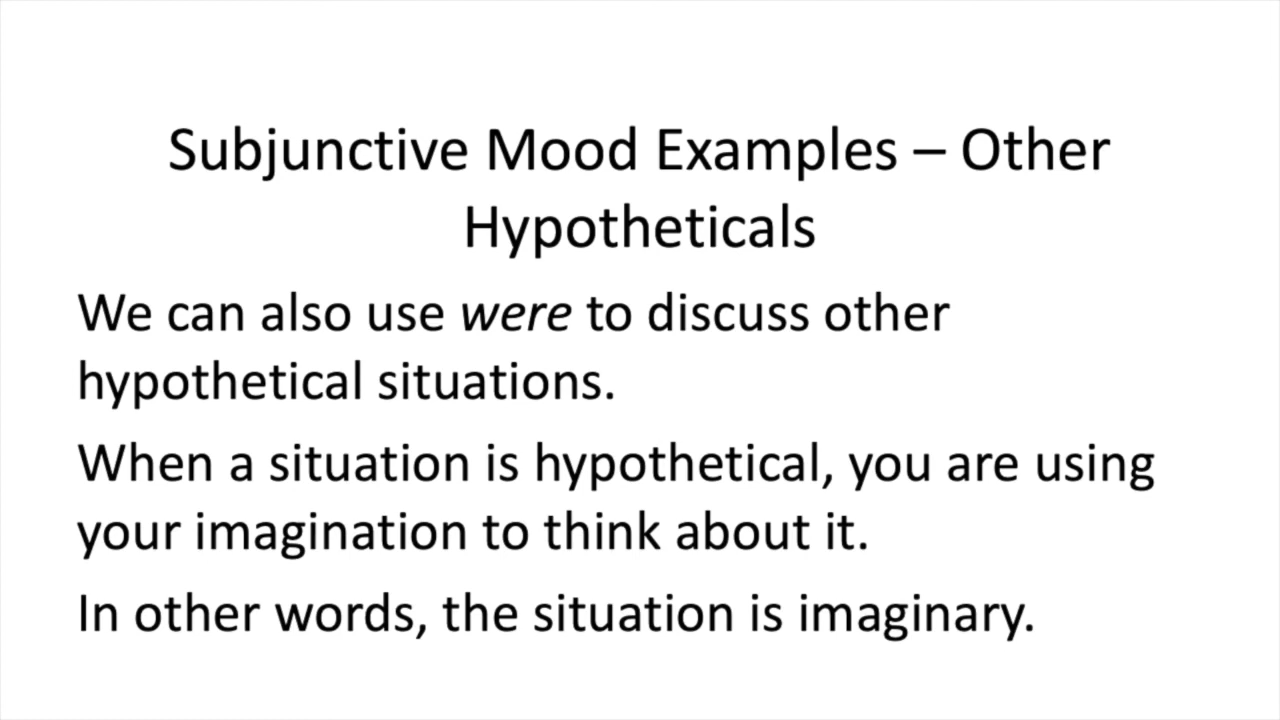 Subjunctive Mood Examples – Other
Hypotheticals
We can also use were to discuss other
hypothetical situations.
When a situation is hypothetical, you are using
your imagination to think about it.
In other words, the situation is imaginary.